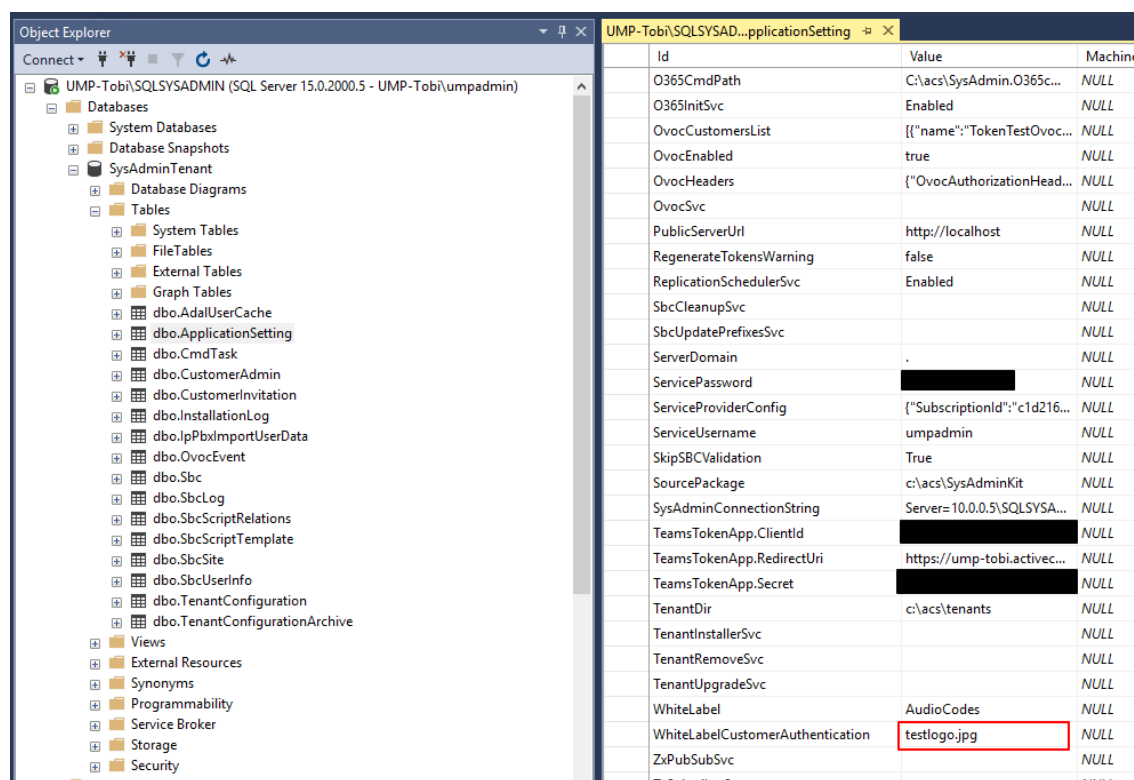 Object Explorer
Connect
UMP-Tobi\SQLSYSADMIN (SQL Server 15.0.2000.5 - UMP-Tobi\umpadmin)
Databases
System Databases
Database Snapshots
SysAdminTenant
Database Diagrams
Tables
System Tables
FileTables
External Tables
Graph Tables
dbo.AdalUserCache
dbo.ApplicationSetting
dbo.CmdTask
dbo.CustomerAdmin
dbo.CustomerInvitation
dbo.InstallationLog
dbo.IpPbxImportUserData
dbo.OvocEvent
dbo.Sbc
dbo.SbcLog
dbo.SbcScriptRelations
dbo.SbcScriptTemplate
dbo.SbcSite
dbo.SbcUserInfo
dbo.TenantConfiguration
dbo.TenantConfigurationArchive
Views
External Resources
Synonyms
Programmability
Service Broker
Storage
Security
UMP-Tobi\SQLSYSAD...pplicationSetting
Id Value Machine
O365CmdPath C:\acs\SysAdmin.O365c... NULL
O365InitSvc Enabled NULL
OvocCustomersList [{"name":"TokenTestOvoc... NULL
OvocEnabled true NULL
OvocHeaders {"OvocAuthorizationHead... NULL
OvocSvc NULL
PublicServerUrl http://localhost NULL
RegenerateTokensWarning false NULL
ReplicationSchedulerSvc Enabled NULL
SbcCleanupSvc NULL
SbcUpdatePrefixesSvc NULL
ServerDomain . NULL
ServicePassword NULL
ServiceProviderConfig {"SubscriptionId":"c1d216... NULL
ServiceUsername umpadmin NULL
SkipSBCValidation True NULL
SourcePackage c:\acs\SysAdminKit NULL
SysAdminConnectionString Server=10.0.0.5\SQLSYSA... NULL
TeamsTokenApp.ClientId NULL
TeamsTokenApp.RedirectUri https://ump-tobi.activec... NULL
TeamsTokenApp.Secret NULL
TenantDir c:\acs\tenants NULL
TenantInstallerSvc NULL
TenantRemoveSvc NULL
TenantUpgradeSvc NULL
WhiteLabel AudioCodes NULL
WhiteLabelCustomerAuthentication testlogo.jpg NULL
ZxPubSubSvc NULL